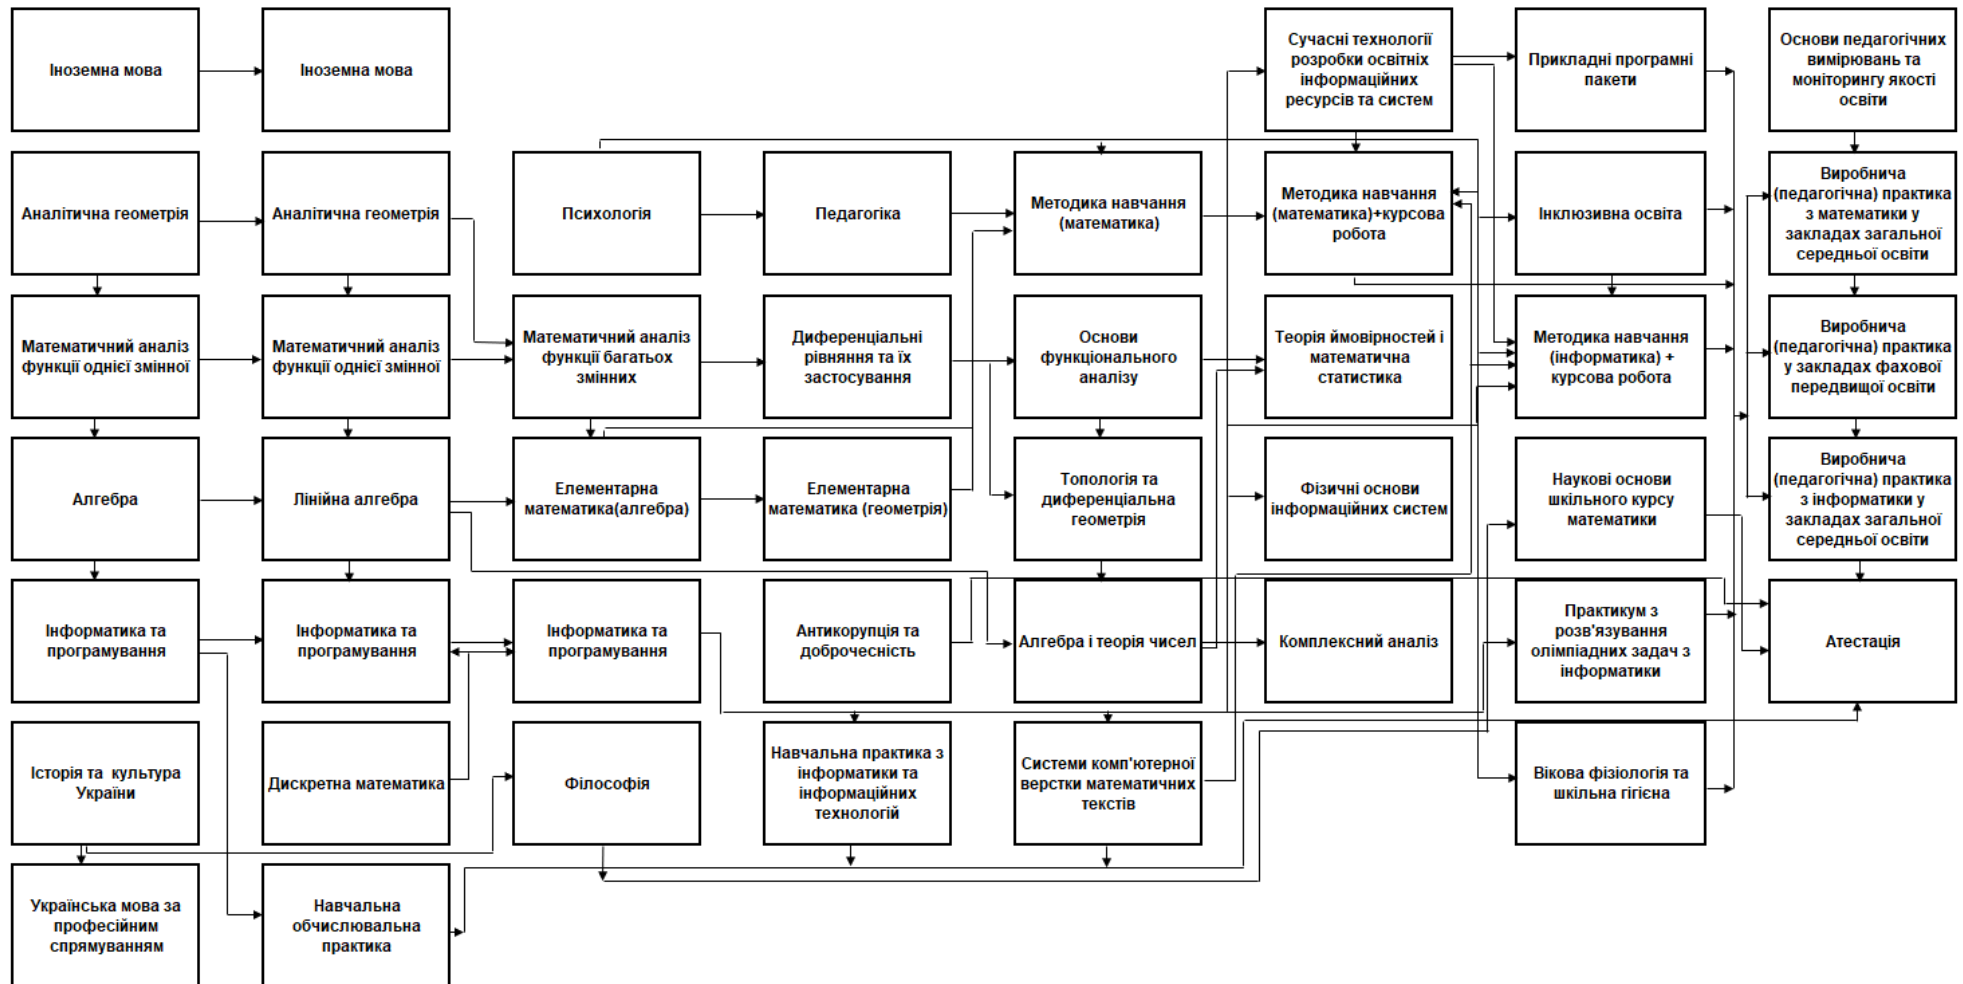 Іноземна мова
Іноземна мова
Сучасні технології
розробки освітніх
інформаційних
ресурсів та систем
Прикладні програмні
пакети
Основи педагогічних
вимірювань та
моніторингу якості
освіти
Аналітична геометрія
Аналітична геометрія
Психологія
Педагогіка
Методика навчання
(математика)
Методика навчання
(математика)+курсова
робота
Інклюзивна освіта
Виробнича
(педагогічна) практика
з математики у
закладах загальної
середньої освіти
Математичний аналіз
функції однієї змінної
Математичний аналіз
функції однієї змінної
Математичний аналіз
функції багатьох
змінних
Диференціальні
рівняння та їх
застосування
Основи
функціонального
аналізу
Теорія ймовірностей і
математична
статистика
Методика навчання
(інформатика) +
курсова робота
Виробнича
(педагогічна) практика
у закладах фахової
передвищої освіти
Алгебра
Лінійна алгебра
Елементарна
математика(алгебра)
Елементарна
математика (геометрія)
Топологія та
диференціальна
геометрія
Фізичні основи
інформаційних систем
Наукові основи
шкільного курсу
математики
Виробнича
(педагогічна) практика
з інформатики у
закладах загальної
середньої освіти
Інформатика та
програмування
Інформатика та
програмування
Інформатика та
програмування
Антикорупція та
доброчесність
Алгебра і теорія чисел
Комплексний аналіз
Практикум з
розв'язування
олімпіадних задач з
інформатики
Атестація
Історія та культура
України
Дискретна математика
Філософія
Навчальна практика з
інформатики та
інформаційних
технологій
Системи комп'ютерної
верстки математичних
текстів
Вікова фізіологія та
шкільна гігієна
Українська мова за
професійним
спрямуванням
Навчальна
обчислювальна
практика